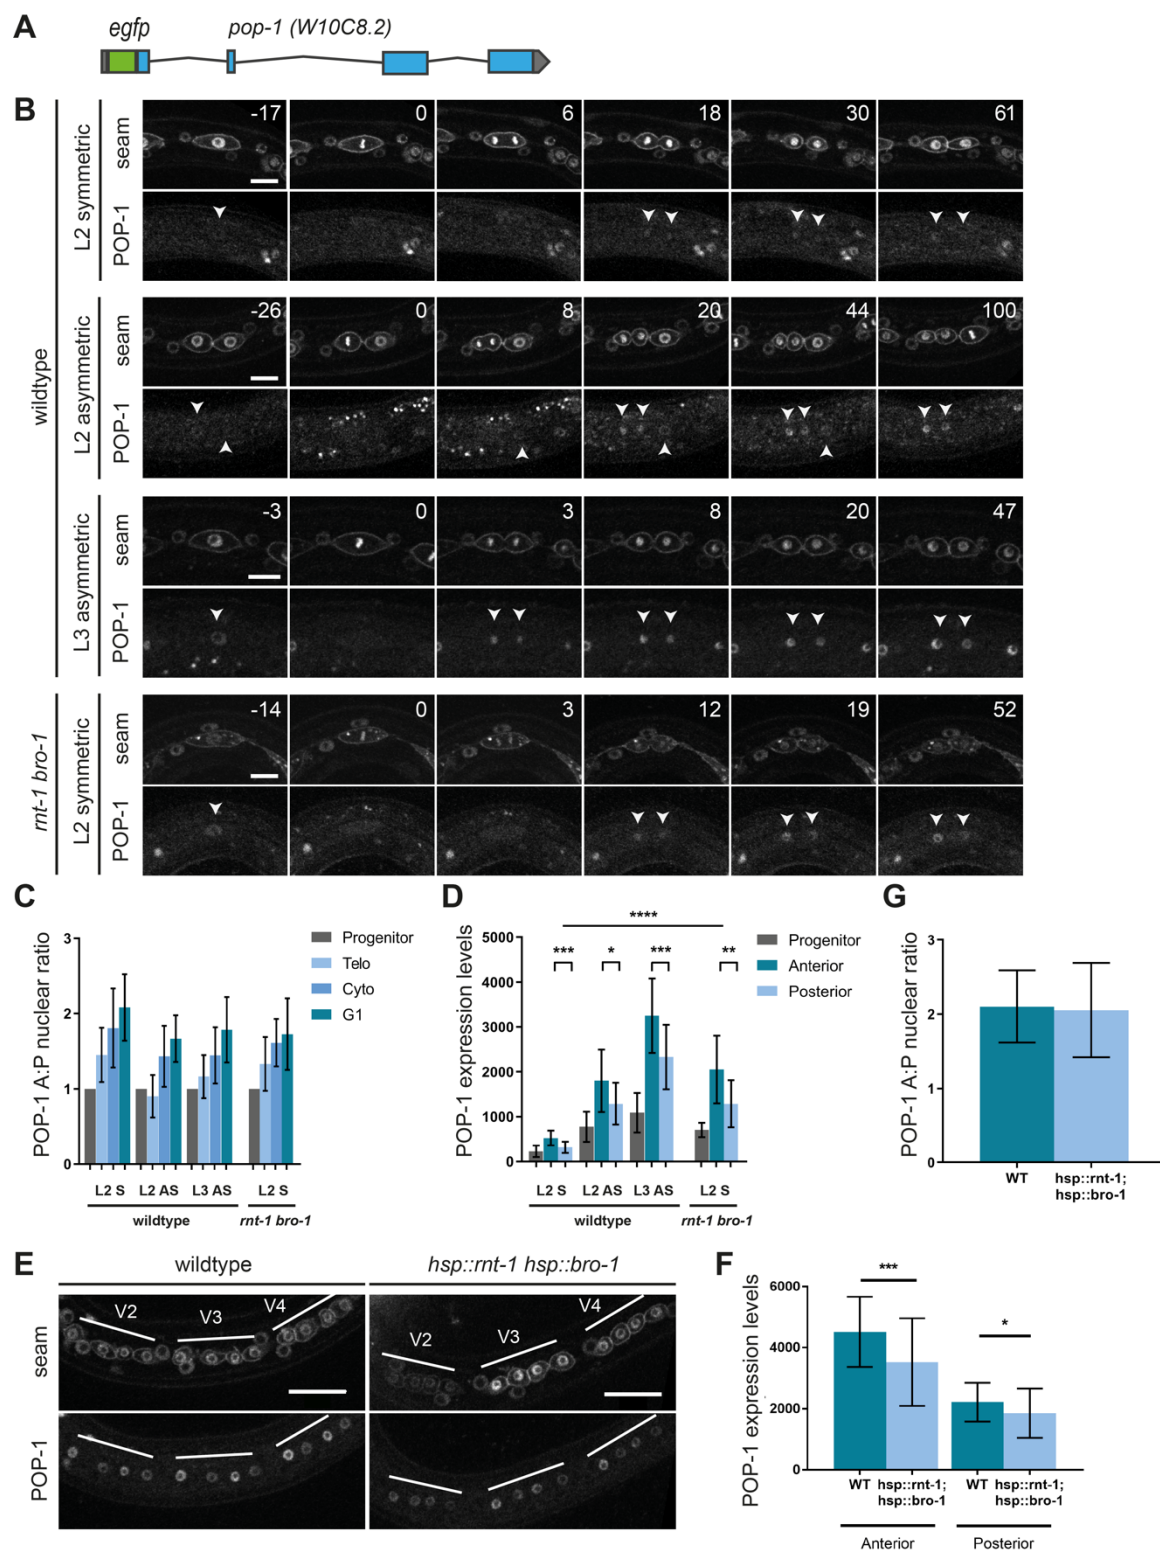 A
egfp
pop-1 (W10C8.2)
B
wildtype
L2 symmetric
seam
-17 0 6 18 30 61
POP-1
L2 asymmetric
seam
-26 0 8 20 44 100
POP-1
L3 asymmetric
seam
-3 0 3 8 20 47
POP-1
rnt-1 bro-1
L2 symmetric
seam
-14 0 3 12 19 52
POP-1
C
POP-1 A:P nuclear ratio
3
2
1
0
Progenitor
Telo
Cyto
G1
L2 S L2 AS L3 AS L2 S
wildtype rnt-1 bro-1
D
POP-1 expression levels
5000
4000
3000
2000
1000
0
****
*** * *** **
Progenitor
Anterior
Posterior
L2 S L2 AS L3 AS L2 S
wildtype rnt-1 bro-1
G
POP-1 A:P nuclear ratio
3
2
1
0
WT hsp::rnt-1;
hsp::bro-1
E
wildtype hsp::rnt-1 hsp::bro-1
seam
V2 V3 V4
V2 V3 V4
POP-1
F
POP-1 expression levels
6000
4000
2000
0
***
*
WT hsp::rnt-1; WT hsp::rnt-1;
hsp::bro-1 hsp::bro-1
Anterior Posterior